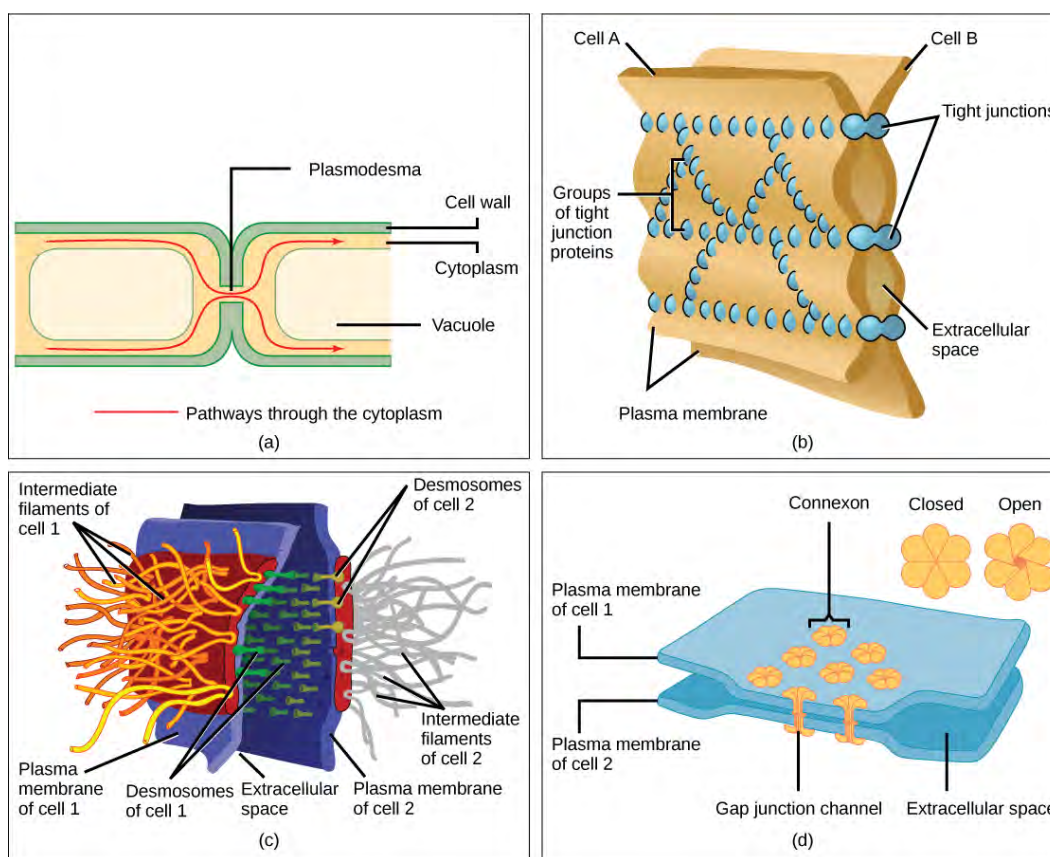 Plasmodesma
Cell wall
Cytoplasm
Vacuole
Pathways through the cytoplasm
(a)
Cell A
Cell B
Tight junctions
Groups
of tight
junction
proteins
Extracellular
space
Plasma membrane
(b)
Intermediate
filaments of
cell 1
Desmosomes
of cell 2
Intermediate
filaments
of cell 2
Plasma
membrane
of cell 1
Desmosomes
of cell 1
Extracellular
space
Plasma membrane
of cell 2
(c)
Connexon
Closed
Open
Plasma membrane
of cell 1
Plasma membrane
of cell 2
Gap junction channel
Extracellular space
(d)